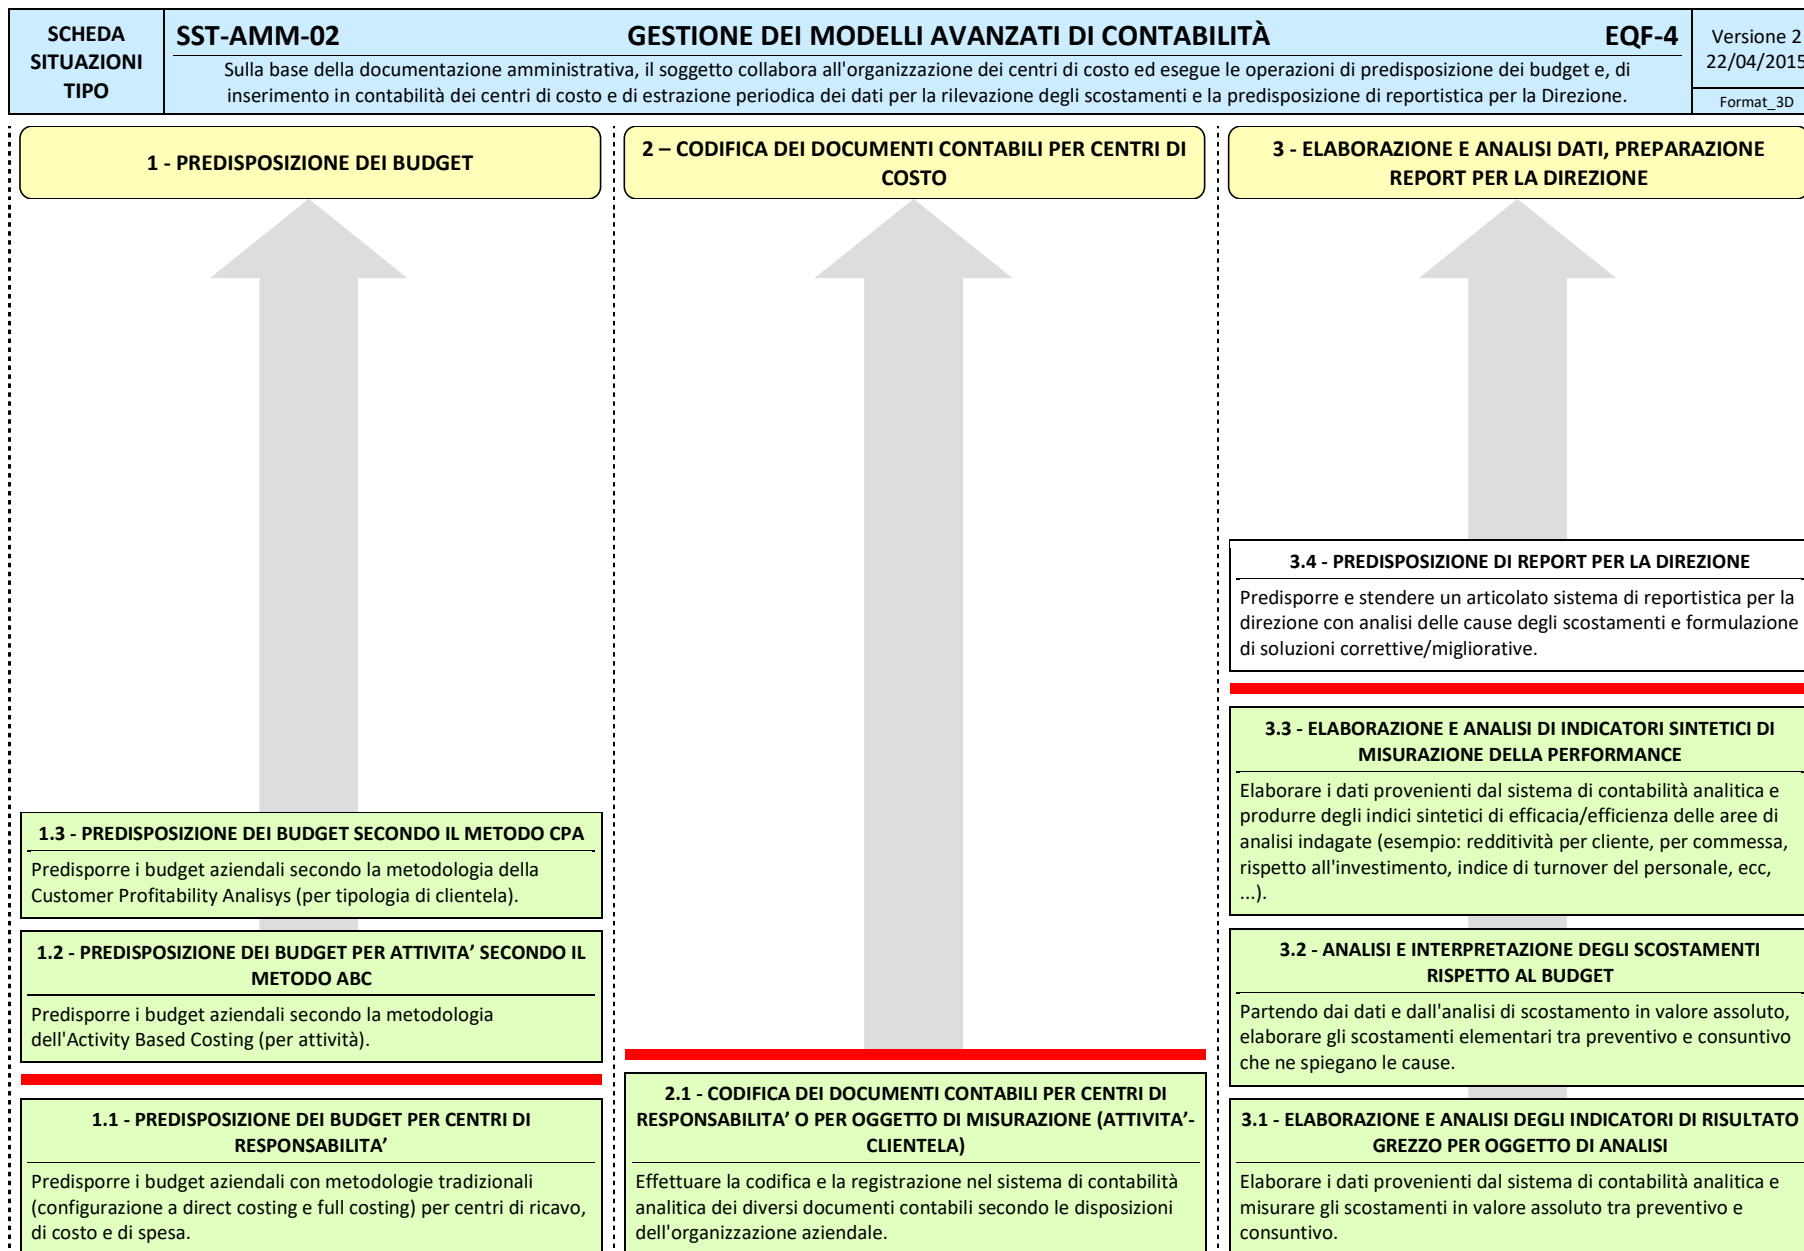 SCHEDA
SITUAZIONI
TIPO
SST-AMM-02 GESTIONE DEI MODELLI AVANZATI DI CONTABILITÀ EQF-4
Sulla base della documentazione amministrativa, il soggetto collabora all'organizzazione dei centri di costo ed esegue le operazioni di predisposizione dei budget e, di
inserimento in contabilità dei centri di costo e di estrazione periodica dei dati per la rilevazione degli scostamenti e la predisposizione di reportistica per la Direzione.
Versione 2
22/04/2015
Format_3D
1 - PREDISPOSIZIONE DEI BUDGET
1.3 - PREDISPOSIZIONE DEI BUDGET SECONDO IL METODO CPA
Predisporre i budget aziendali secondo la metodologia della
Customer Profitability Analisys (per tipologia di clientela).
1.2 - PREDISPOSIZIONE DEI BUDGET PER ATTIVITA’ SECONDO IL
METODO ABC
Predisporre i budget aziendali secondo la metodologia
dell'Activity Based Costing (per attività).
1.1 - PREDISPOSIZIONE DEI BUDGET PER CENTRI DI
RESPONSABILITA’
Predisporre i budget aziendali con metodologie tradizionali
(configurazione a direct costing e full costing) per centri di ricavo,
di costo e di spesa.
2 – CODIFICA DEI DOCUMENTI CONTABILI PER CENTRI DI
COSTO
2.1 - CODIFICA DEI DOCUMENTI CONTABILI PER CENTRI DI
RESPONSABILITA’ O PER OGGETTO DI MISURAZIONE (ATTIVITA’-
CLIENTELA)
Effettuare la codifica e la registrazione nel sistema di contabilità
analitica dei diversi documenti contabili secondo le disposizioni
dell'organizzazione aziendale.
3 - ELABORAZIONE E ANALISI DATI, PREPARAZIONE
REPORT PER LA DIREZIONE
3.4 - PREDISPOSIZIONE DI REPORT PER LA DIREZIONE
Predisporre e stendere un articolato sistema di reportistica per la
direzione con analisi delle cause degli scostamenti e formulazione
di soluzioni correttive/migliorative.
3.3 - ELABORAZIONE E ANALISI DI INDICATORI SINTETICI DI
MISURAZIONE DELLA PERFORMANCE
Elaborare i dati provenienti dal sistema di contabilità analitica e
produrre degli indici sintetici di efficacia/efficienza delle aree di
analisi indagate (esempio: redditività per cliente, per commessa,
rispetto all'investimento, indice di turnover del personale, ecc,
...).
3.2 - ANALISI E INTERPRETAZIONE DEGLI SCOSTAMENTI
RISPETTO AL BUDGET
Partendo dai dati e dall'analisi di scostamento in valore assoluto,
elaborare gli scostamenti elementari tra preventivo e consuntivo
che ne spiegano le cause.
3.1 - ELABORAZIONE E ANALISI DEGLI INDICATORI DI RISULTATO
GREZZO PER OGGETTO DI ANALISI
Elaborare i dati provenienti dal sistema di contabilità analitica e
misurare gli scostamenti in valore assoluto tra preventivo e
consuntivo.